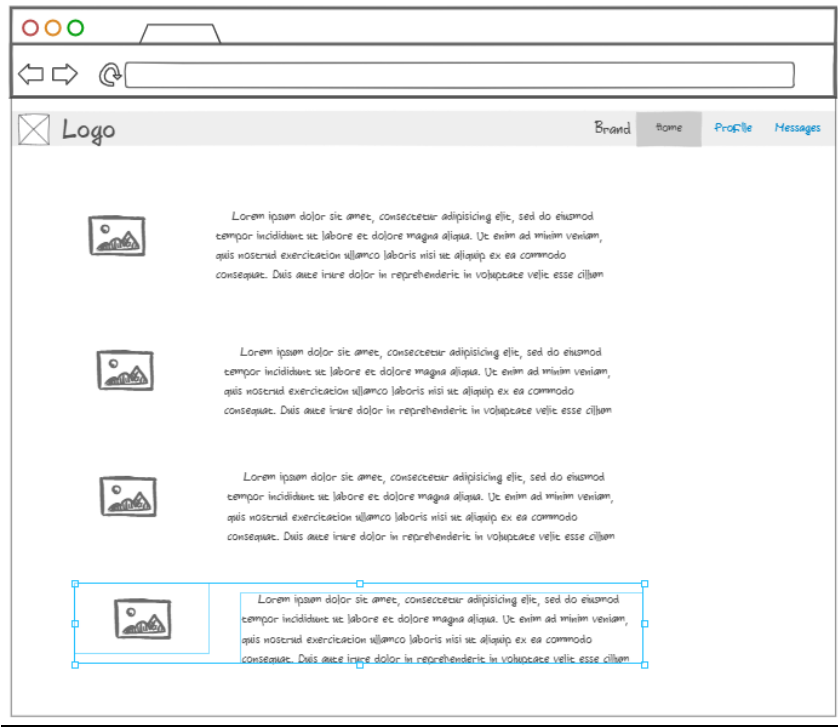 Logo
Brand Home Profile Messages
Lorem ipsum dolor sit amet, consectetur adipisicing elit, sed do eiusmod
tempor incididunt ut labore et dolore magna aliqua. Ut enim ad minim veniam,
quis nostrud exercitation ullamco laboris nisi ut aliquip ex ea commodo
consequat. Duis aute irure dolor in reprehenderit in voluptate velit esse cillum
Lorem ipsum dolor sit amet, consectetur adipisicing elit, sed do eiusmod
tempor incididunt ut labore et dolore magna aliqua. Ut enim ad minim veniam,
quis nostrud exercitation ullamco laboris nisi ut aliquip ex ea commodo
consequat. Duis aute irure dolor in reprehenderit in voluptate velit esse cillum
Lorem ipsum dolor sit amet, consectetur adipisicing elit, sed do eiusmod
tempor incididunt ut labore et dolore magna aliqua. Ut enim ad minim veniam,
quis nostrud exercitation ullamco laboris nisi ut aliquip ex ea commodo
consequat. Duis aute irure dolor in reprehenderit in voluptate velit esse cillum
Lorem ipsum dolor sit amet, consectetur adipisicing elit, sed do eiusmod
tempor incididunt ut labore et dolore magna aliqua. Ut enim ad minim veniam,
quis nostrud exercitation ullamco laboris nisi ut aliquip ex ea commodo
consequat. Duis aute irure dolor in reprehenderit in voluptate velit esse cillum